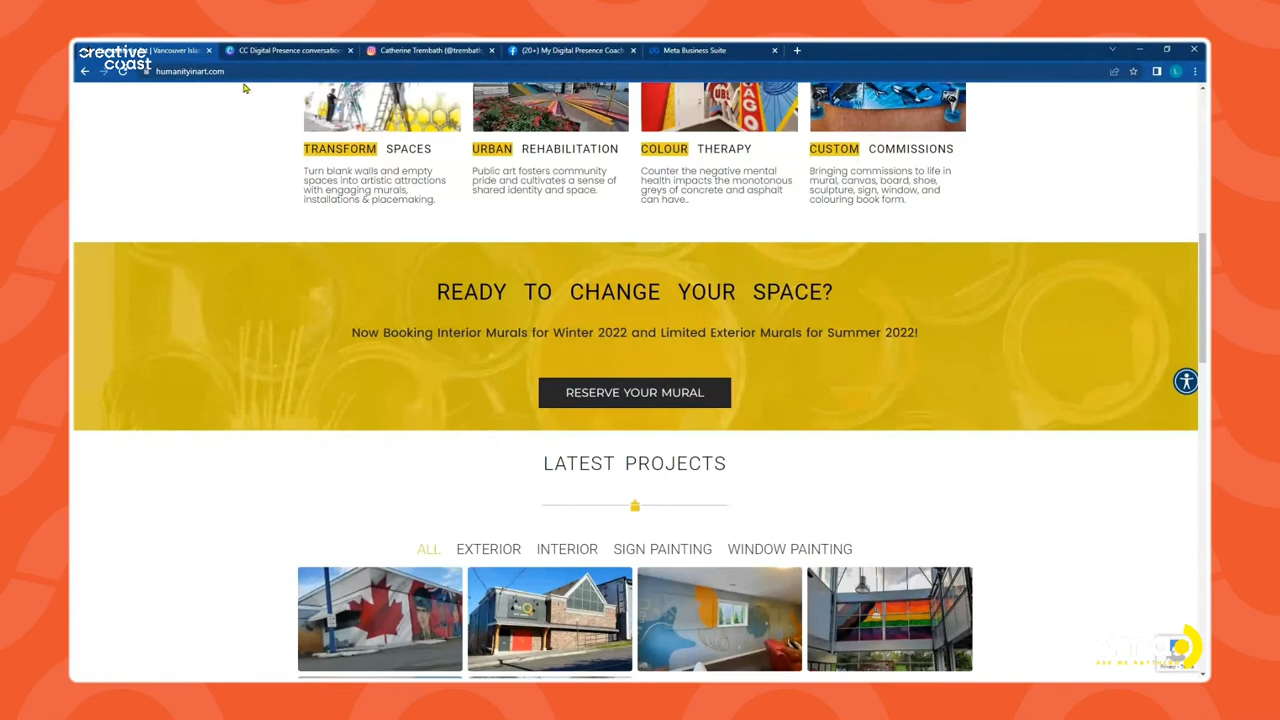 creative
coast
| Vancouver Isla
CC Digital Presence conversation
Catherine Trembath (@trembath
(20+) My Digital Presence Coach
Meta Business Suite
humanityinart.com
TRANSFORM SPACES
Turn blank walls and empty
spaces into artistic attractions
with engaging murals,
installations & placemaking.
URBAN REHABILITATION
Public art fosters community
pride and cultivates a sense of
shared identity and space.
COLOUR THERAPY
Counter the negative mental
health impacts the monotonous
greys of concrete and asphalt
can have..
CUSTOM COMMISSIONS
Bringing commissions to life in
mural, canvas, board, shoe,
sculpture, sign, window, and
colouring book form.
READY TO CHANGE YOUR SPACE?
Now Booking Interior Murals for Winter 2022 and Limited Exterior Murals for Summer 2022!
RESERVE YOUR MURAL
LATEST PROJECTS
ALL EXTERIOR INTERIOR SIGN PAINTING WINDOW PAINTING
ASK ME ANYTHING